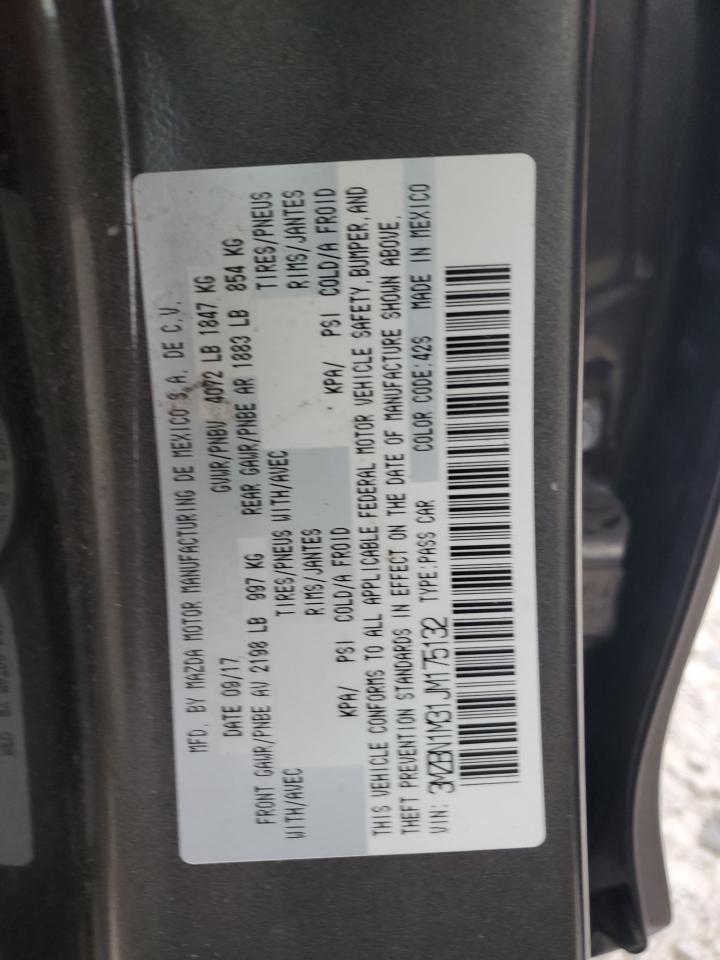 MFD. BY MAZDA MOTOR MANUFACTURING DE MEXICO S.A. DE C.V.
DATE 09/17 GVWR/PNBV 4072 LB 1847 KG
FRONT GAWR/PNBE AV 2198 LB 997 KG REAR GAWR/PNBE AR 1883 LB 854 KG
WITH/AVEC TIRES/PNEUS WITH/AVEC TIRES/PNEUS
RIMS/JANTES RIMS/JANTES
KPA/ PSI COLD/A FROID KPA/ PSI COLD/A FROID
THIS VEHICLE CONFORMS TO ALL APPLICABLE FEDERAL MOTOR VEHICLE SAFETY, BUMPER, AND
THEFT PREVENTION STANDARDS IN EFFECT ON THE DATE OF MANUFACTURE SHOWN ABOVE.
VIN: 3MZBN1M31JM175132 TYPE:PASS CAR COLOR CODE:42S MADE IN MEXICO